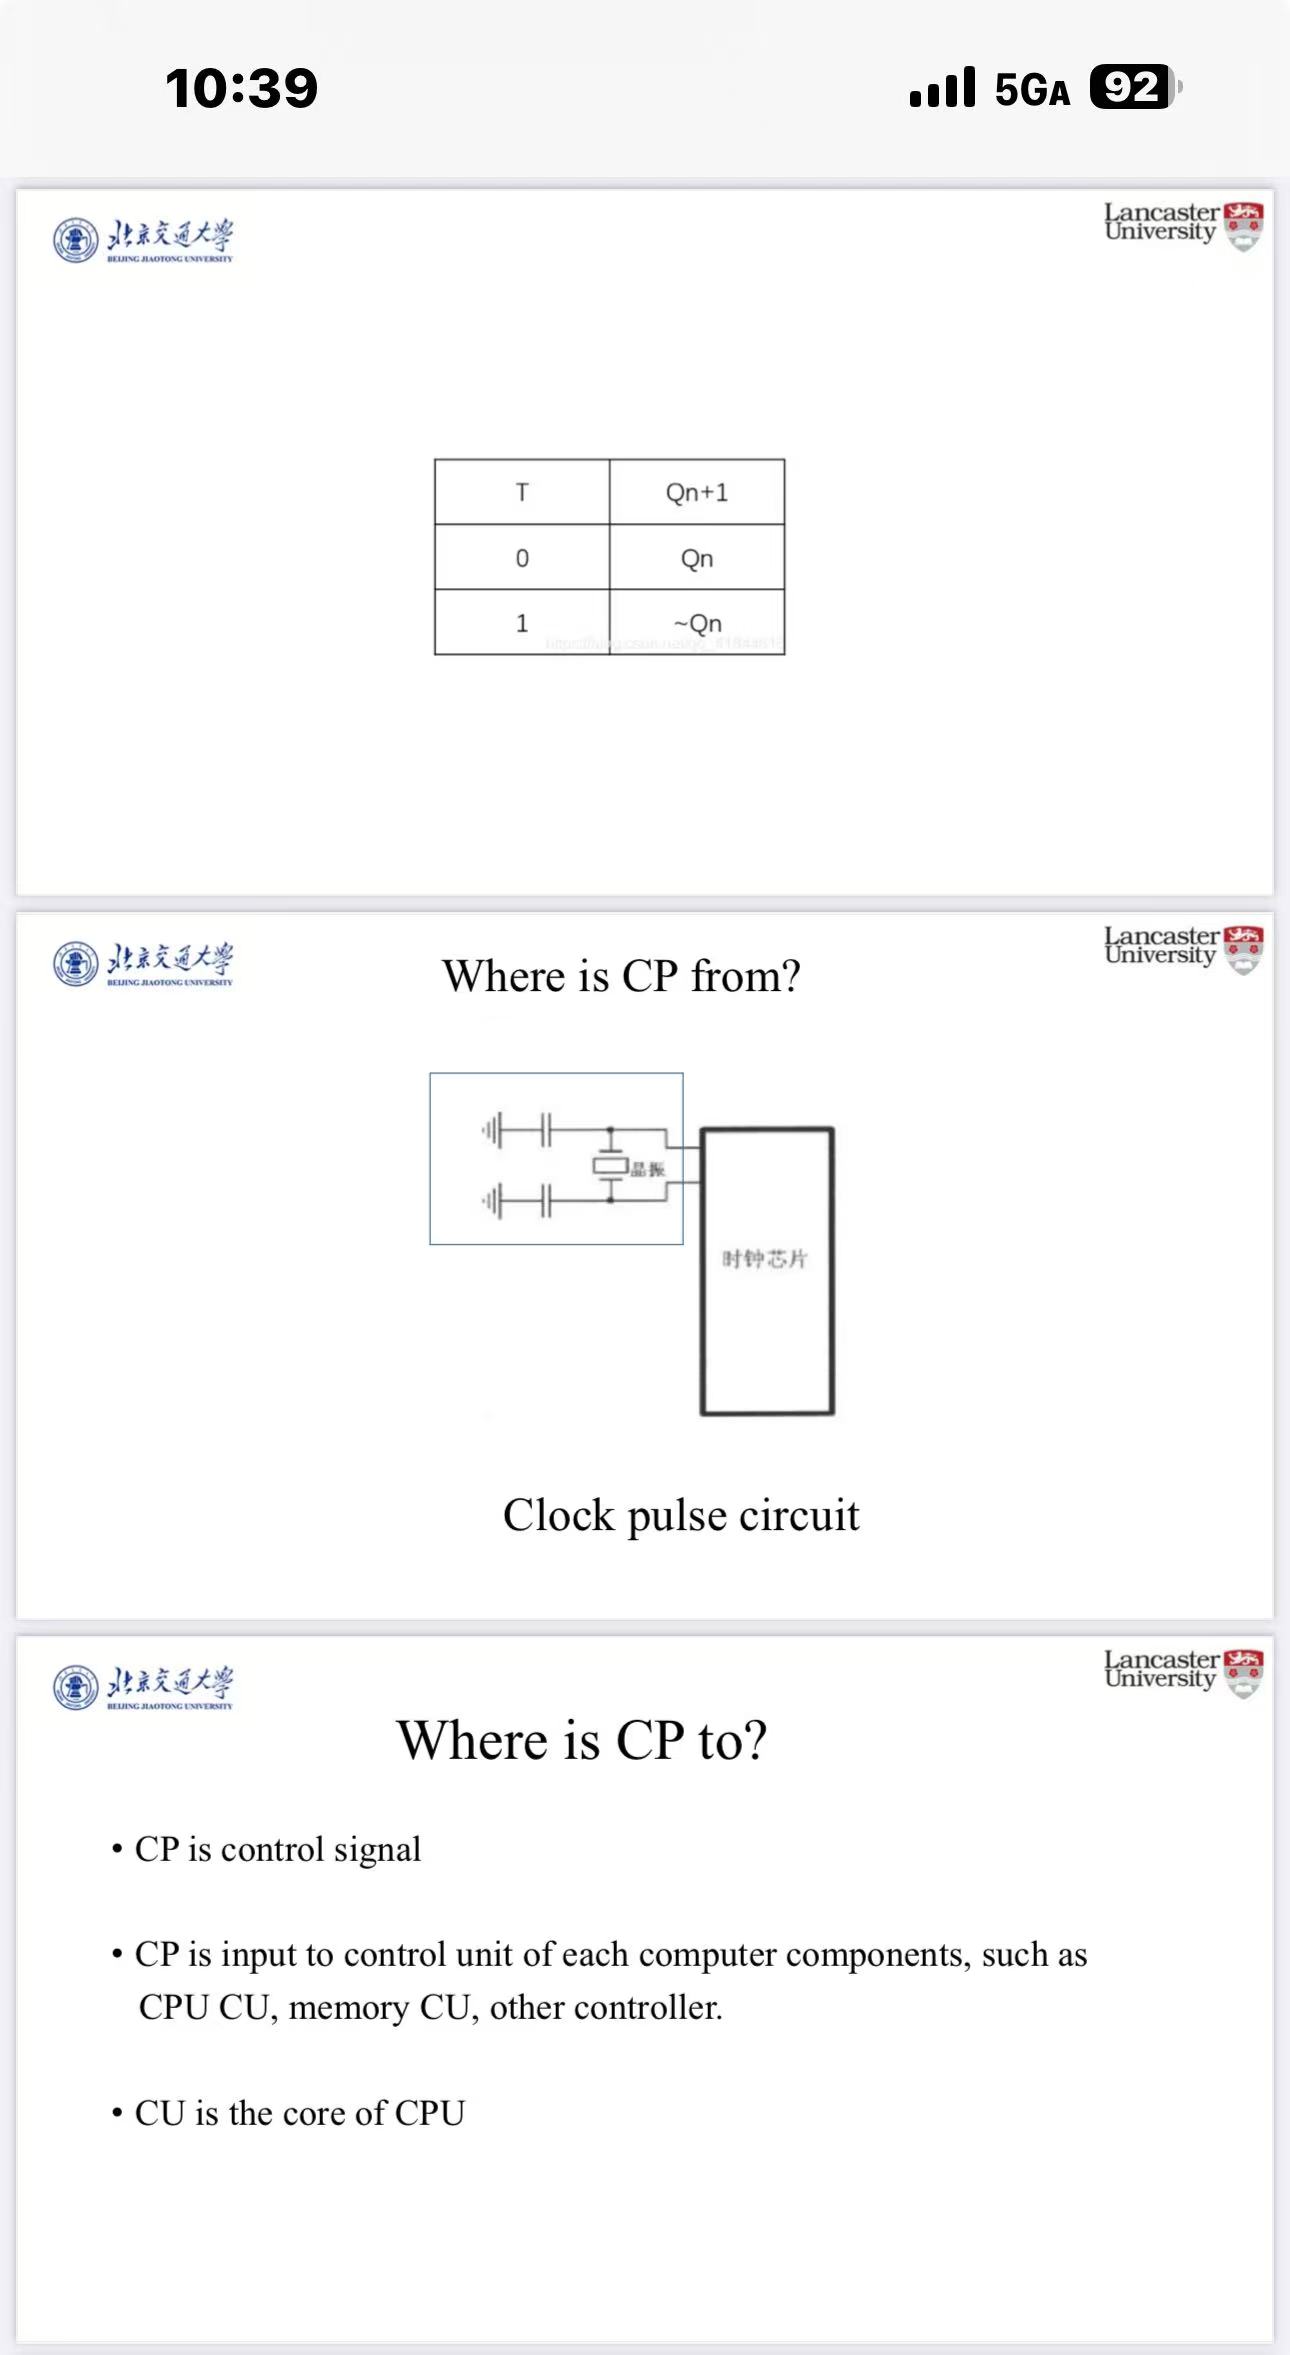 10:39
5GA 92
北京交通大学
BEIJING JIAOTONG UNIVERSITY
Lancaster
University
T Qn+1
0 Qn
1 ~Qn
北京交通大学
BEIJING JIAOTONG UNIVERSITY
Lancaster
University
Where is CP from?
晶振
时钟芯片
Clock pulse circuit
北京交通大学
BEIJING JIAOTONG UNIVERSITY
Lancaster
University
Where is CP to?
• CP is control signal
• CP is input to control unit of each computer components, such as
CPU CU, memory CU, other controller.
• CU is the core of CPU